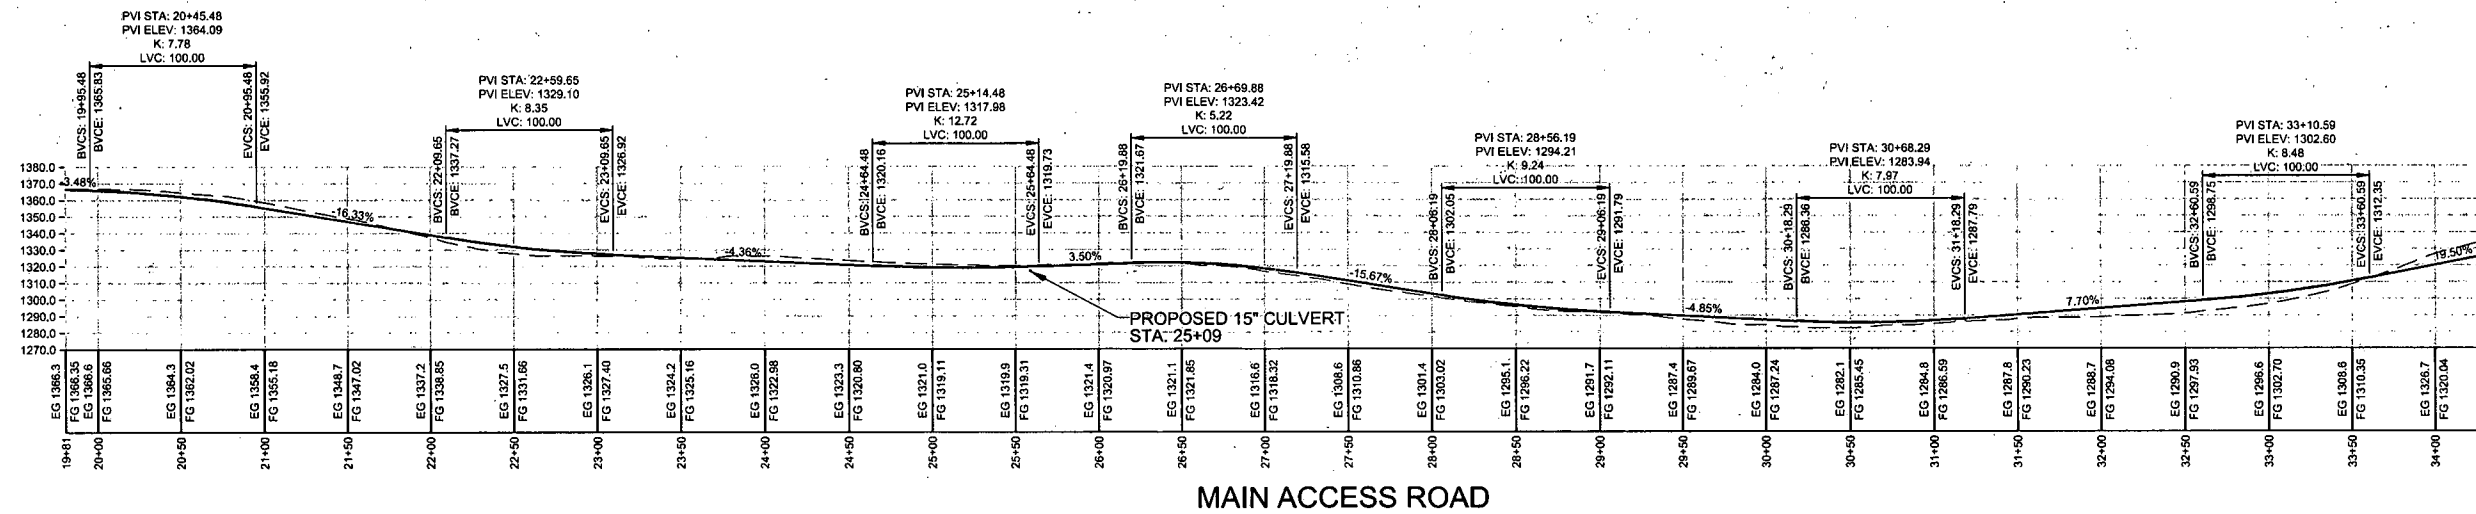 PVI STA: 20+45.48
PVI ELEV: 1364.09
K: 7.78
LVC: 100.00
BVCS: 19+95.48
BVCE: 1365.83
EVCS: 20+95.48
EVCE: 1355.92
PVI STA: 22+59.65
PVI ELEV: 1329.10
K: 8.35
LVC: 100.00
BVCS: 22+09.65
BVCE: 1337.27
EVCS: 23+09.65
EVCE: 1326.92
PVI STA: 25+14.48
PVI ELEV: 1317.98
K: 12.72
LVC: 100.00
BVCS: 24+64.48
BVCE: 1320.16
EVCS: 25+64.48
EVCE: 1319.73
PVI STA: 26+69.88
PVI ELEV: 1323.42
K: 5.22
LVC: 100.00
BVCS: 26+19.88
BVCE: 1321.67
EVCS: 27+19.88
EVCE: 1315.58
PVI STA: 28+56.19
PVI ELEV: 1294.21
K: 9.24
LVC: 100.00
BVCS: 28+06.19
BVCE: 1302.05
EVCS: 29+06.19
EVCE: 1291.79
PVI STA: 30+68.29
PVI ELEV: 1283.94
K: 7.97
LVC: 100.00
BVCS: 30+18.29
BVCE: 1286.36
EVCS: 31+18.29
EVCE: 1287.79
PVI STA: 33+10.59
PVI ELEV: 1302.60
K: 8.48
LVC: 100.00
BVCS: 32+60.59
BVCE: 1298.75
EVCS: 33+60.59
EVCE: 1312.35
1380.0
1370.0
1360.0
1350.0
1340.0
1330.0
1320.0
1310.0
1300.0
1290.0
1280.0
1270.0
-3.48%
-16.33%
-4.36%
3.50%
-15.67%
-4.85%
7.70%
19.50%
PROPOSED 15" CULVERT
STA: 25+09
EG 1366.3
FG 1366.35
EG 1366.6
FG 1365.66
EG 1364.3
FG 1362.02
EG 1358.4
FG 1355.18
EG 1348.7
FG 1347.02
EG 1337.2
FG 1338.85
EG 1327.5
FG 1331.66
EG 1326.1
FG 1327.40
EG 1324.2
FG 1325.16
EG 1326.0
FG 1322.98
EG 1323.3
FG 1320.80
EG 1321.0
FG 1319.11
EG 1319.9
FG 1319.31
EG 1321.4
FG 1320.97
EG 1321.1
FG 1321.85
EG 1316.6
FG 1318.32
EG 1308.6
FG 1310.86
EG 1301.4
FG 1303.02
EG 1295.1
FG 1296.22
EG 1291.7
FG 1292.11
EG 1287.4
FG 1289.67
EG 1284.0
FG 1287.24
EG 1282.1
FG 1285.45
EG 1284.8
FG 1286.59
EG 1287.8
FG 1290.23
EG 1288.7
FG 1294.08
EG 1290.9
FG 1297.93
EG 1296.6
FG 1302.70
EG 1308.6
FG 1310.35
EG 1326.7
FG 1320.04
19+81
20+00
20+50
21+00
21+50
22+00
22+50
23+00
23+50
24+00
24+50
25+00
25+50
26+00
26+50
27+00
27+50
28+00
28+50
29+00
29+50
30+00
30+50
31+00
31+50
32+00
32+50
33+00
33+50
34+00
MAIN ACCESS ROAD